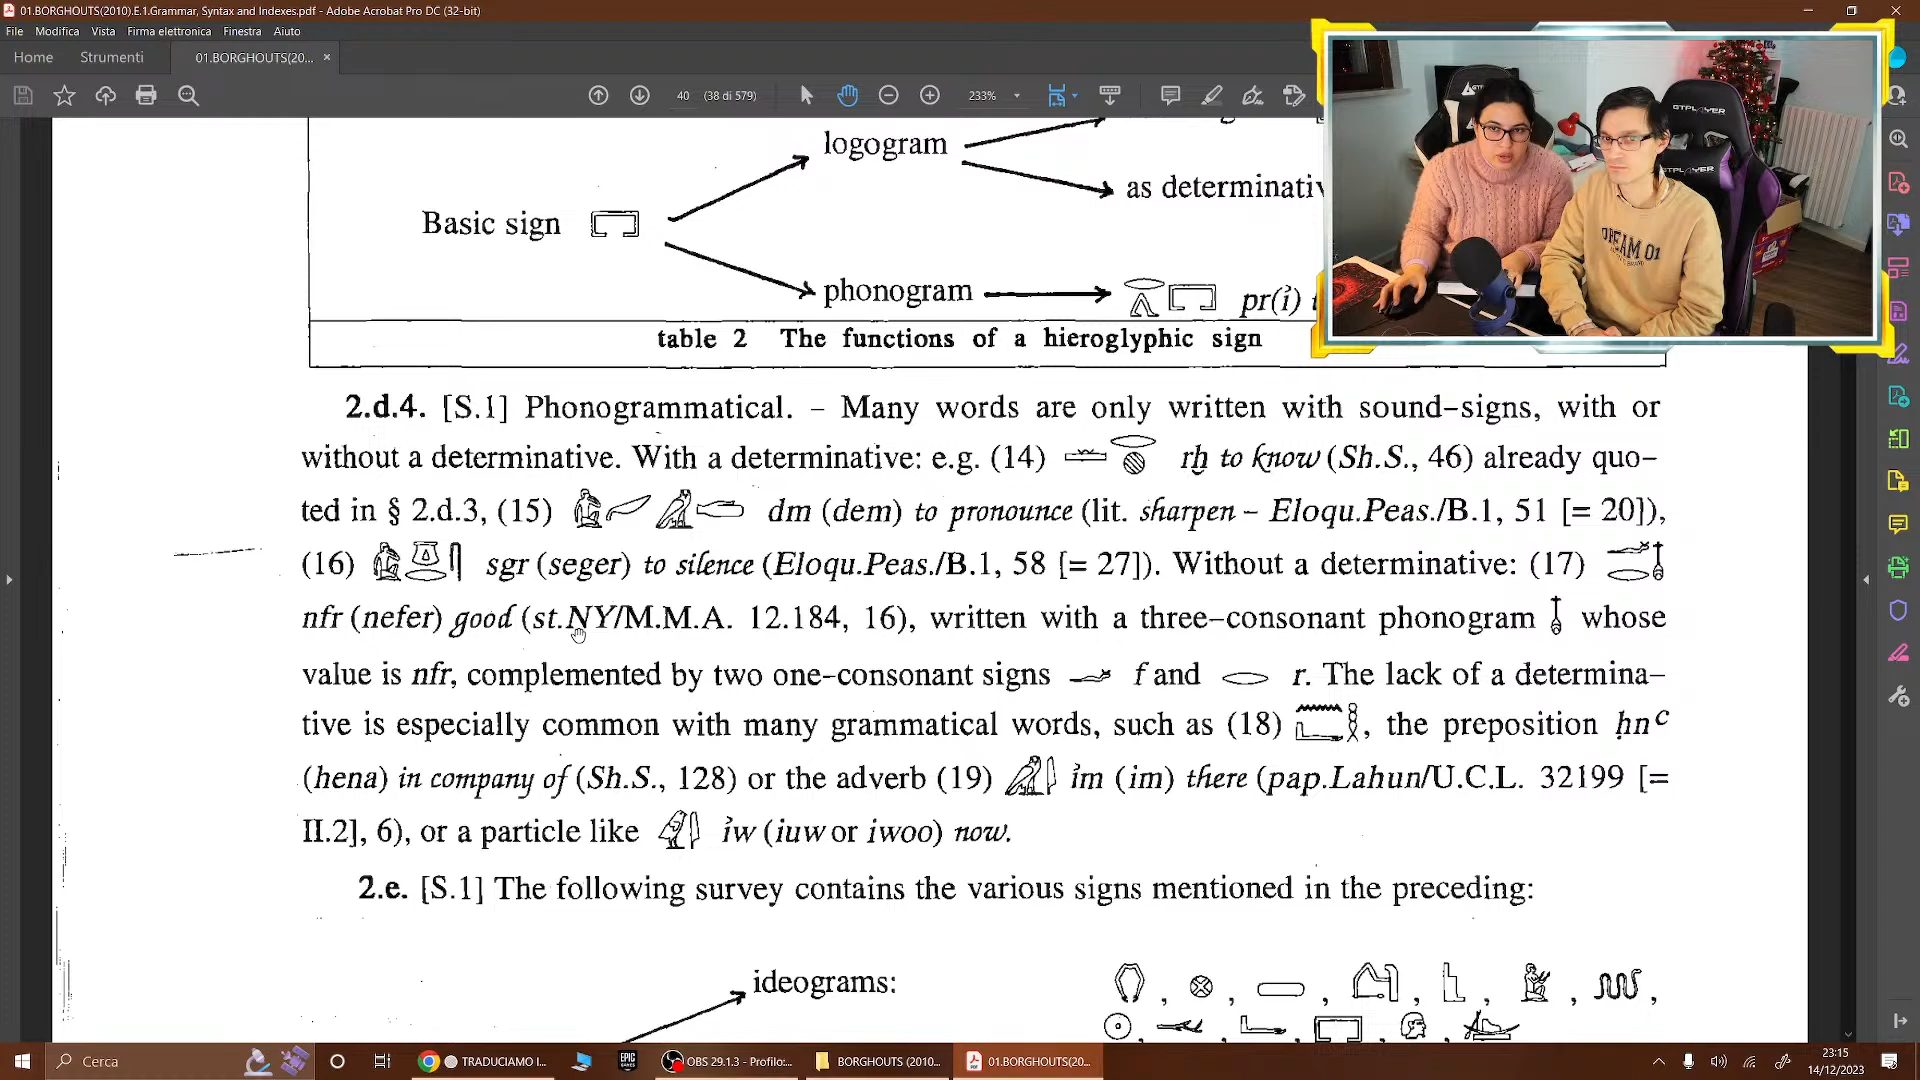 01.BORGHOUTS(2010).E.1.Grammar, Syntax and Indexes.pdf - Adobe Acrobat Pro DC (32-bit)
File Modifica Vista Firma elettronica Finestra Aiuto
Home Strumenti 01.BORGHOUTS(20... ×
40 (38 di 579) 233%
logogram
as determinativ
Basic sign
phonogram pr(ỉ)
table 2 The functions of a hieroglyphic sign
2.d.4. [S.1] Phonogrammatical. – Many words are only written with sound–signs, with or
without a determinative. With a determinative: e.g. (14) rḫ to know (Sh.S., 46) already quo–
ted in § 2.d.3, (15) dm (dem) to pronounce (lit. sharpen – Eloqu.Peas./B.1, 51 [= 20]),
(16) sgr (seger) to silence (Eloqu.Peas./B.1, 58 [= 27]). Without a determinative: (17)
nfr (nefer) good (st.NY/M.M.A. 12.184, 16), written with a three–consonant phonogram whose
value is nfr, complemented by two one–consonant signs f and r. The lack of a determina–
tive is especially common with many grammatical words, such as (18) , the preposition ḥnᶜ
(hena) in company of (Sh.S., 128) or the adverb (19) ỉm (im) there (pap.Lahun/U.C.L. 32199 [=
II.2], 6), or a particle like ỉw (iuw or iwoo) now.
2.e. [S.1] The following survey contains the various signs mentioned in the preceding:
ideograms:
GTPLAYER
GTPLAYER
DREAM 01
Cerca
TRADUCIAMO I...
EPIC GAMES
OBS 29.1.3 - Profilo:...
BORGHOUTS (2010...
01.BORGHOUTS(20...
23:15
14/12/2023